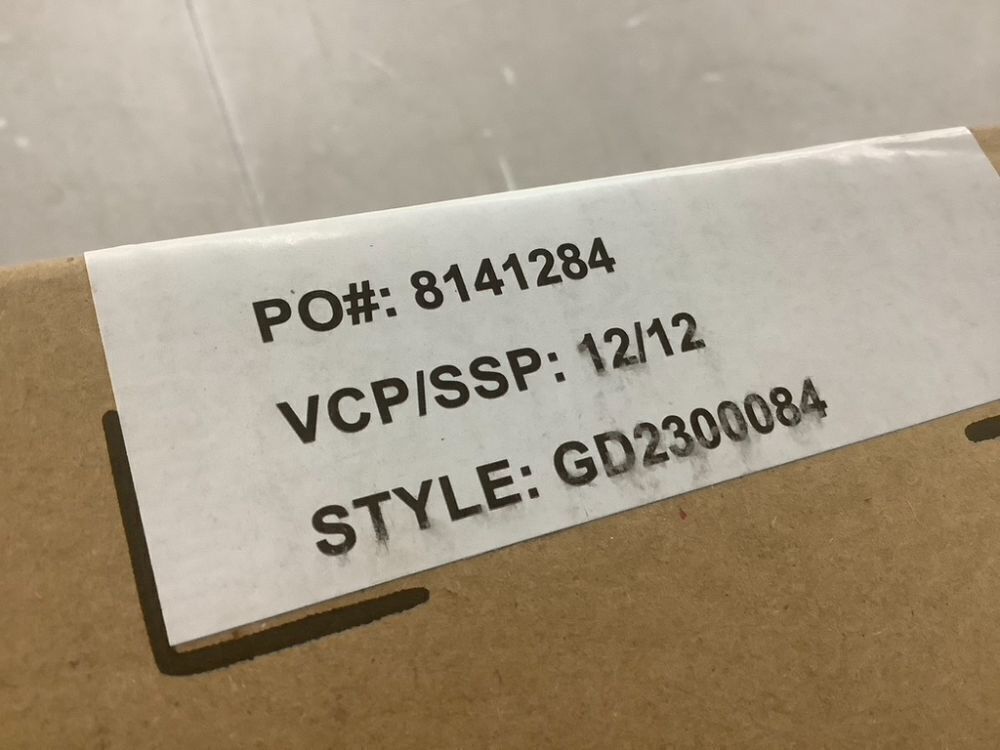 PO#: 8141284
VCP/SSP: 12/12
STYLE: GD2300084